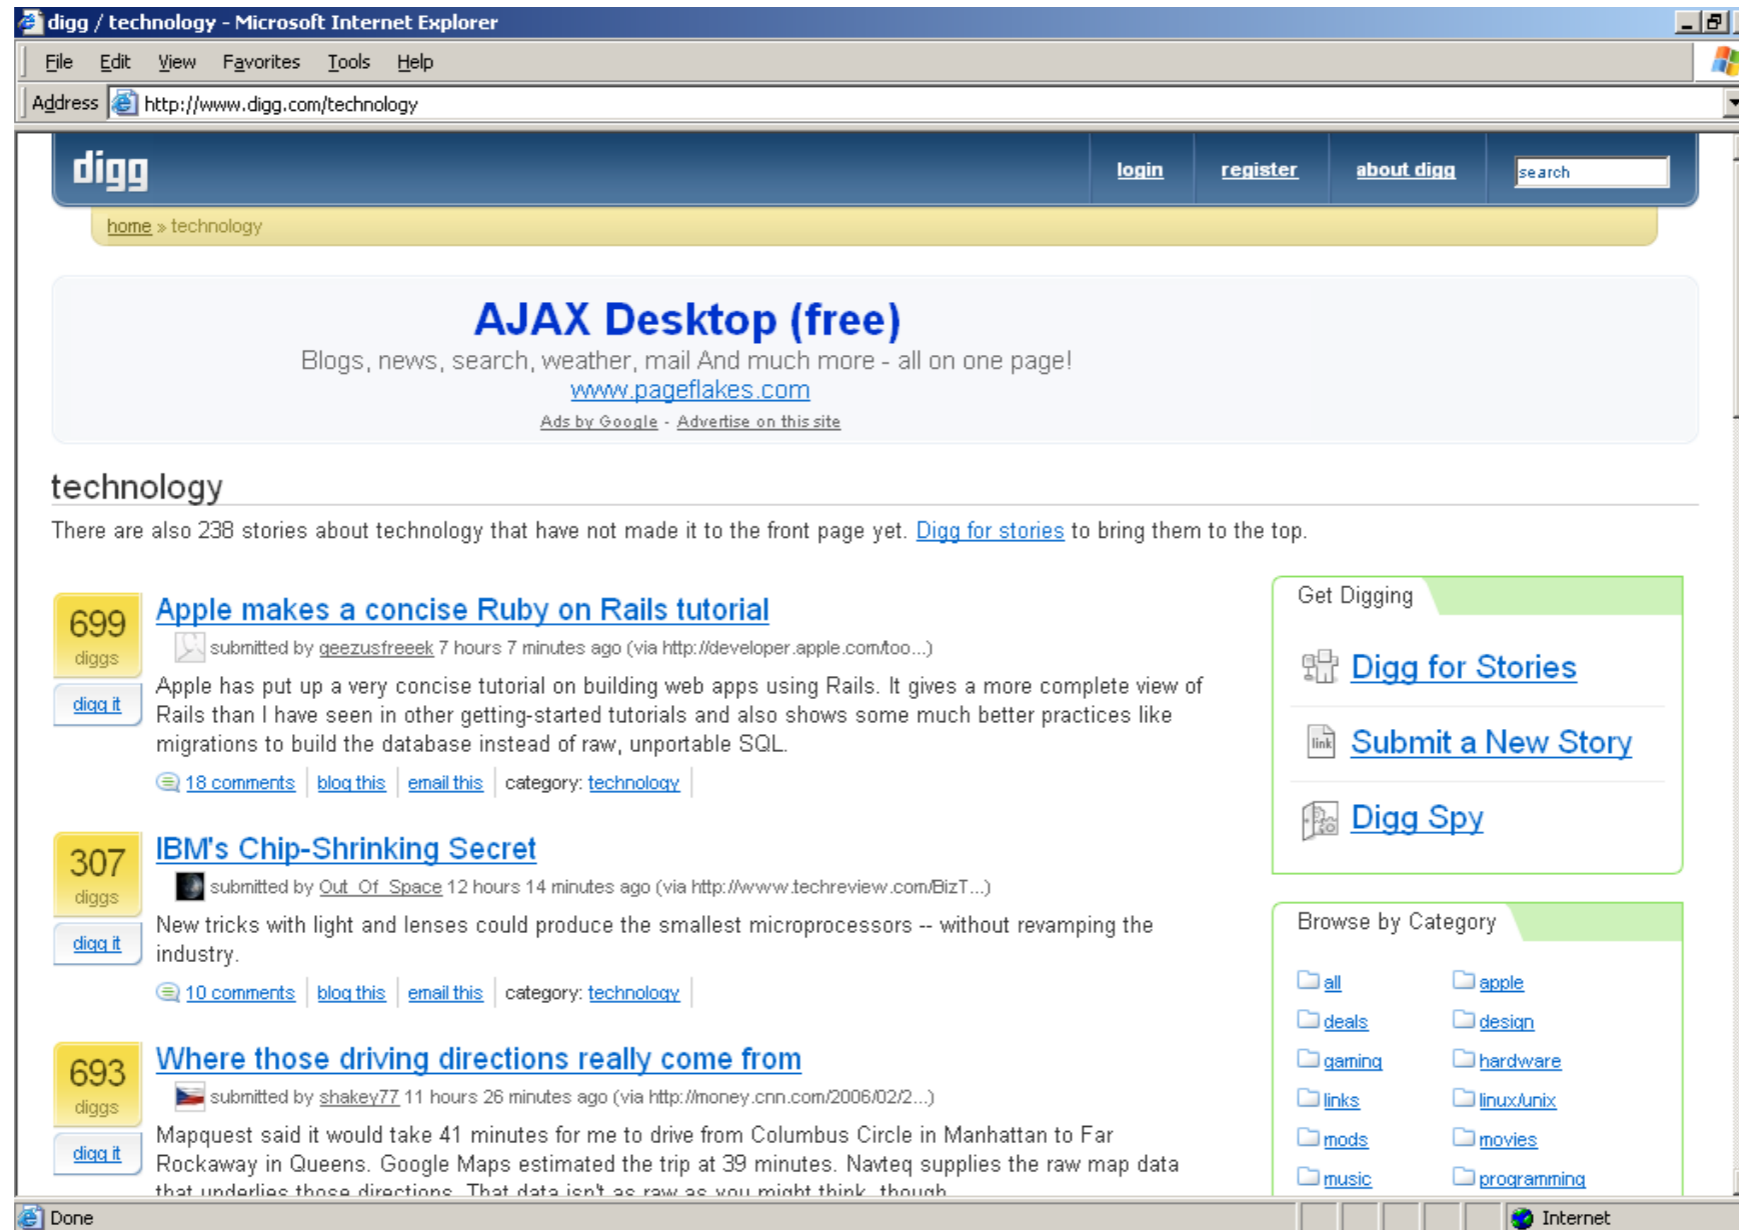 digg / technology - Microsoft Internet Explorer
File Edit View Favorites Tools Help
Address http://www.digg.com/technology
digg
login register about digg search
home » technology
AJAX Desktop (free)
Blogs, news, search, weather, mail And much more - all on one page!
www.pageflakes.com
Ads by Google - Advertise on this site
technology
There are also 238 stories about technology that have not made it to the front page yet. Digg for stories to bring them to the top.
699
diggs
digg it
Apple makes a concise Ruby on Rails tutorial
submitted by geezusfreeek 7 hours 7 minutes ago (via http://developer.apple.com/too...)
Apple has put up a very concise tutorial on building web apps using Rails. It gives a more complete view of
Rails than I have seen in other getting-started tutorials and also shows some much better practices like
migrations to build the database instead of raw, unportable SQL.
18 comments blog this email this category: technology
307
diggs
digg it
IBM's Chip-Shrinking Secret
submitted by Out_Of_Space 12 hours 14 minutes ago (via http://www.techreview.com/BizT...)
New tricks with light and lenses could produce the smallest microprocessors -- without revamping the
industry.
10 comments blog this email this category: technology
693
diggs
digg it
Where those driving directions really come from
submitted by shakey77 11 hours 26 minutes ago (via http://money.cnn.com/2006/02/2...)
Mapquest said it would take 41 minutes for me to drive from Columbus Circle in Manhattan to Far
Rockaway in Queens. Google Maps estimated the trip at 39 minutes. Navteq supplies the raw map data
that underlies those directions. That data isn't as raw as you might think, though.
Get Digging
Digg for Stories
link
Submit a New Story
Digg Spy
Browse by Category
all apple
deals design
gaming hardware
links linux/unix
mods movies
music programming
Done Internet